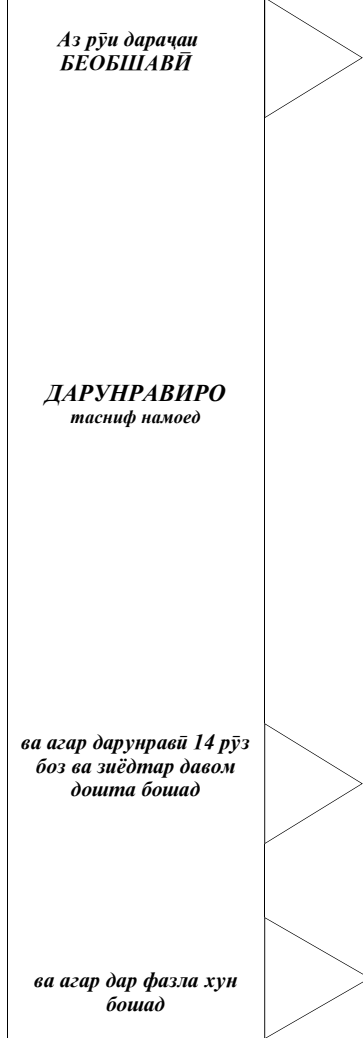 Аз рӯи дараҷаи
БЕОБШАВӢ
ДАРУНРАВИРО
тасниф намоед
ва агар дарунравӣ 14 рӯз
боз ва зиёдтар давом
дошта бошад
ва агар дар фазла хун
бошад